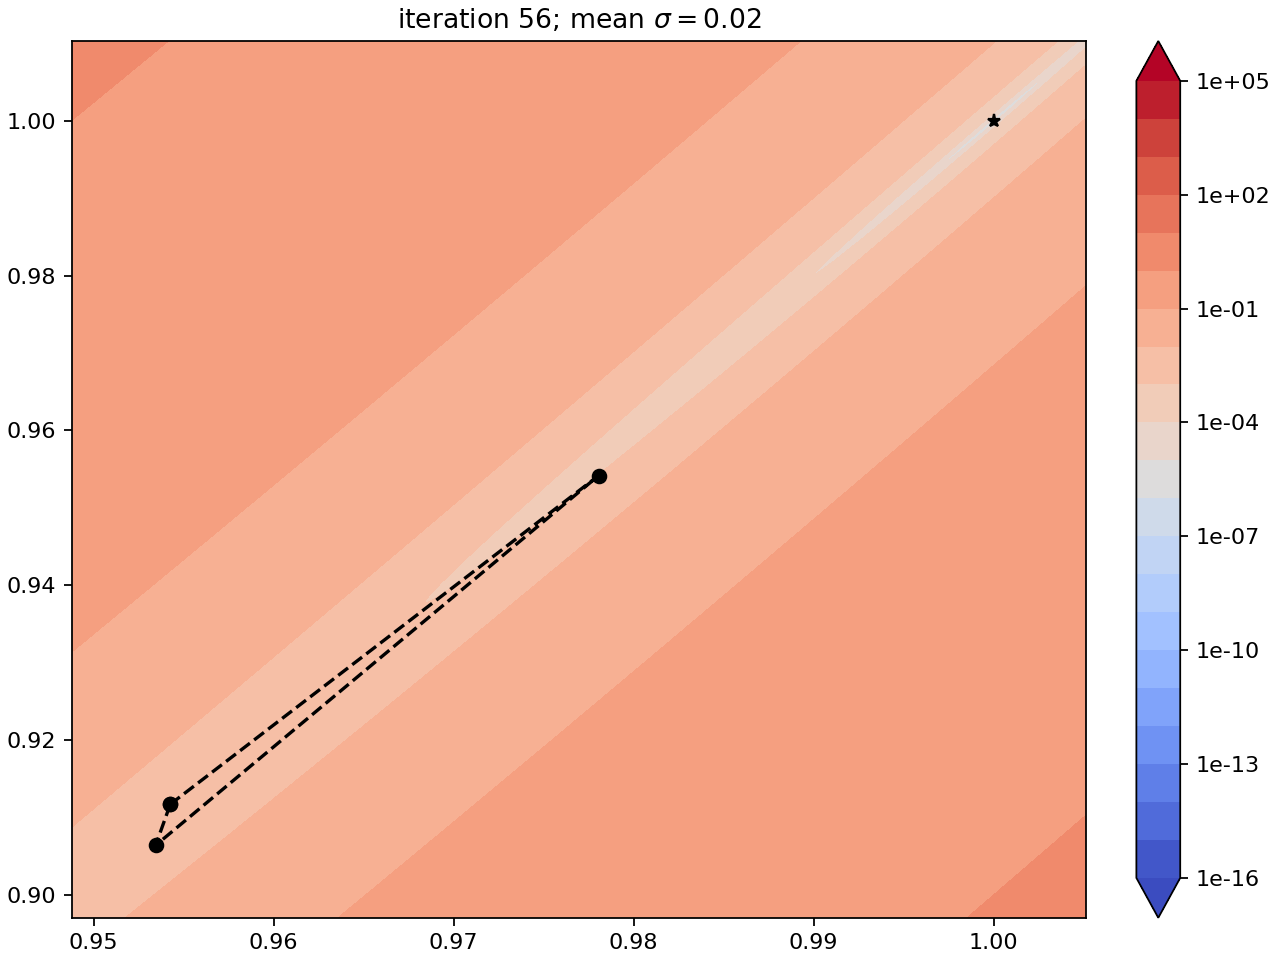 iteration 56; mean σ = 0.02
1.00
0.98
0.96
0.94
0.92
0.90
0.95
0.96
0.97
0.98
0.99
1.00
1e+05
1e+02
1e-01
1e-04
1e-07
1e-10
1e-13
1e-16